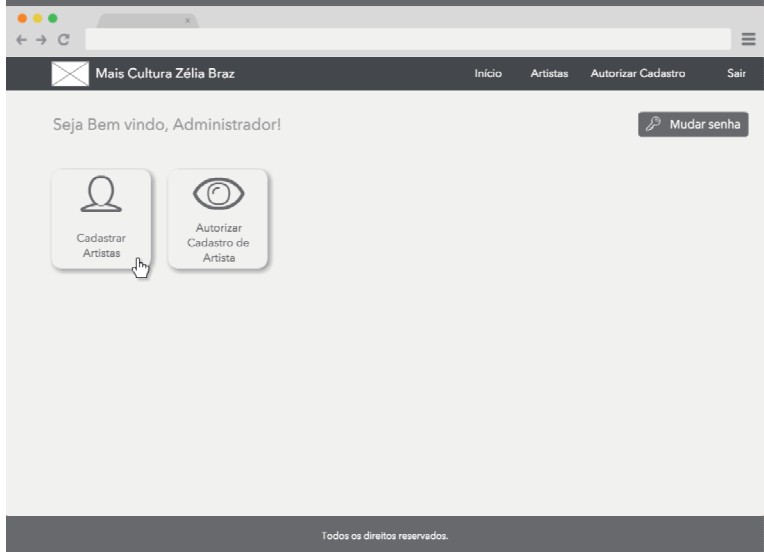 Mais Cultura Zélia Braz
Início
Artistas
Autorizar Cadastro
Sair
Seja Bem vindo, Administrador!
Mudar senha
Cadastrar
Artistas
Autorizar
Cadastro de
Artista
Todos os direitos reservados.